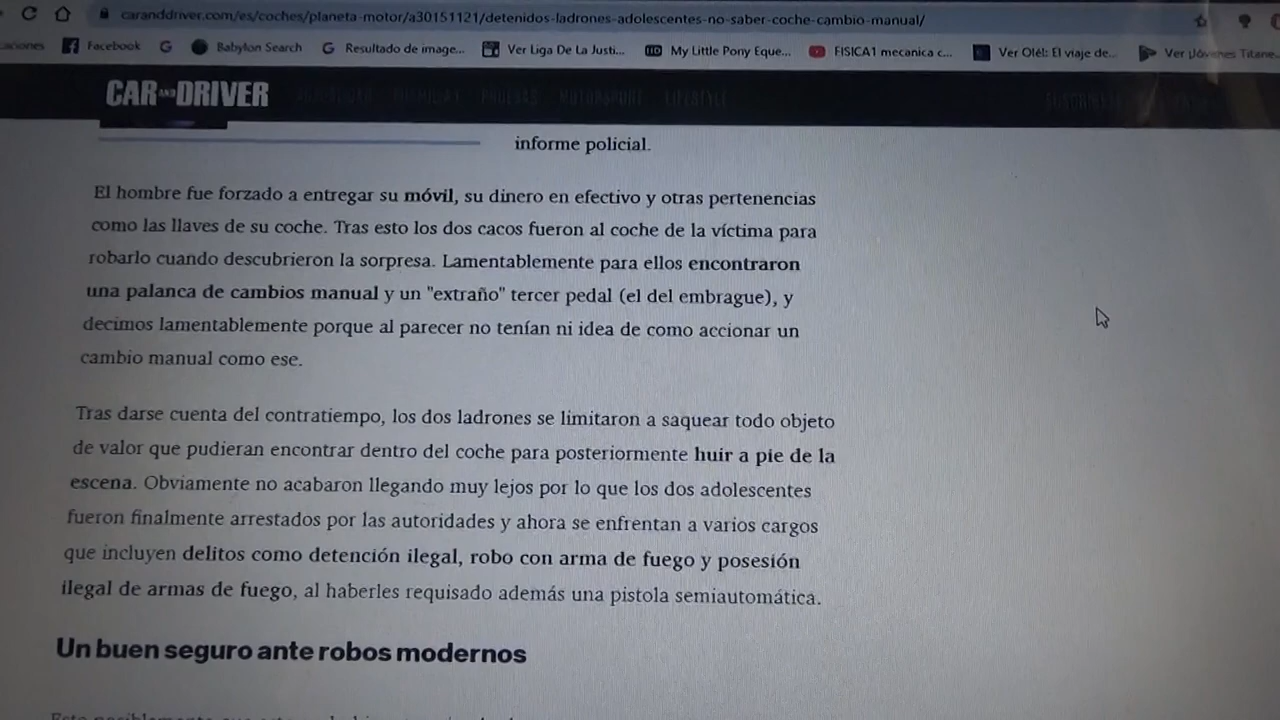 caranddriver.com/es/coches/planeta-motor/a30151121/detenidos-ladrones-adolescentes-no-saber-coche-cambio-manual/
Facebook
Babylon Search
Resultado de image...
Ver Liga De La Justi...
My Little Pony Eque...
FISICA1 mecanica c...
Ver Olé!: El viaje de...
Ver ¡Jóvenes Titane
CAR AND DRIVER
PRUEBAS MOTORSPORT LIFESTYLE
informe policial.
El hombre fue forzado a entregar su móvil, su dinero en efectivo y otras pertenencias
como las llaves de su coche. Tras esto los dos cacos fueron al coche de la víctima para
robarlo cuando descubrieron la sorpresa. Lamentablemente para ellos encontraron
una palanca de cambios manual y un "extraño" tercer pedal (el del embrague), y
decimos lamentablemente porque al parecer no tenían ni idea de como accionar un
cambio manual como ese.
Tras darse cuenta del contratiempo, los dos ladrones se limitaron a saquear todo objeto
de valor que pudieran encontrar dentro del coche para posteriormente huir a pie de la
escena. Obviamente no acabaron llegando muy lejos por lo que los dos adolescentes
fueron finalmente arrestados por las autoridades y ahora se enfrentan a varios cargos
que incluyen delitos como detención ilegal, robo con arma de fuego y posesión
ilegal de armas de fuego, al haberles requisado además una pistola semiautomática.
Un buen seguro ante robos modernos